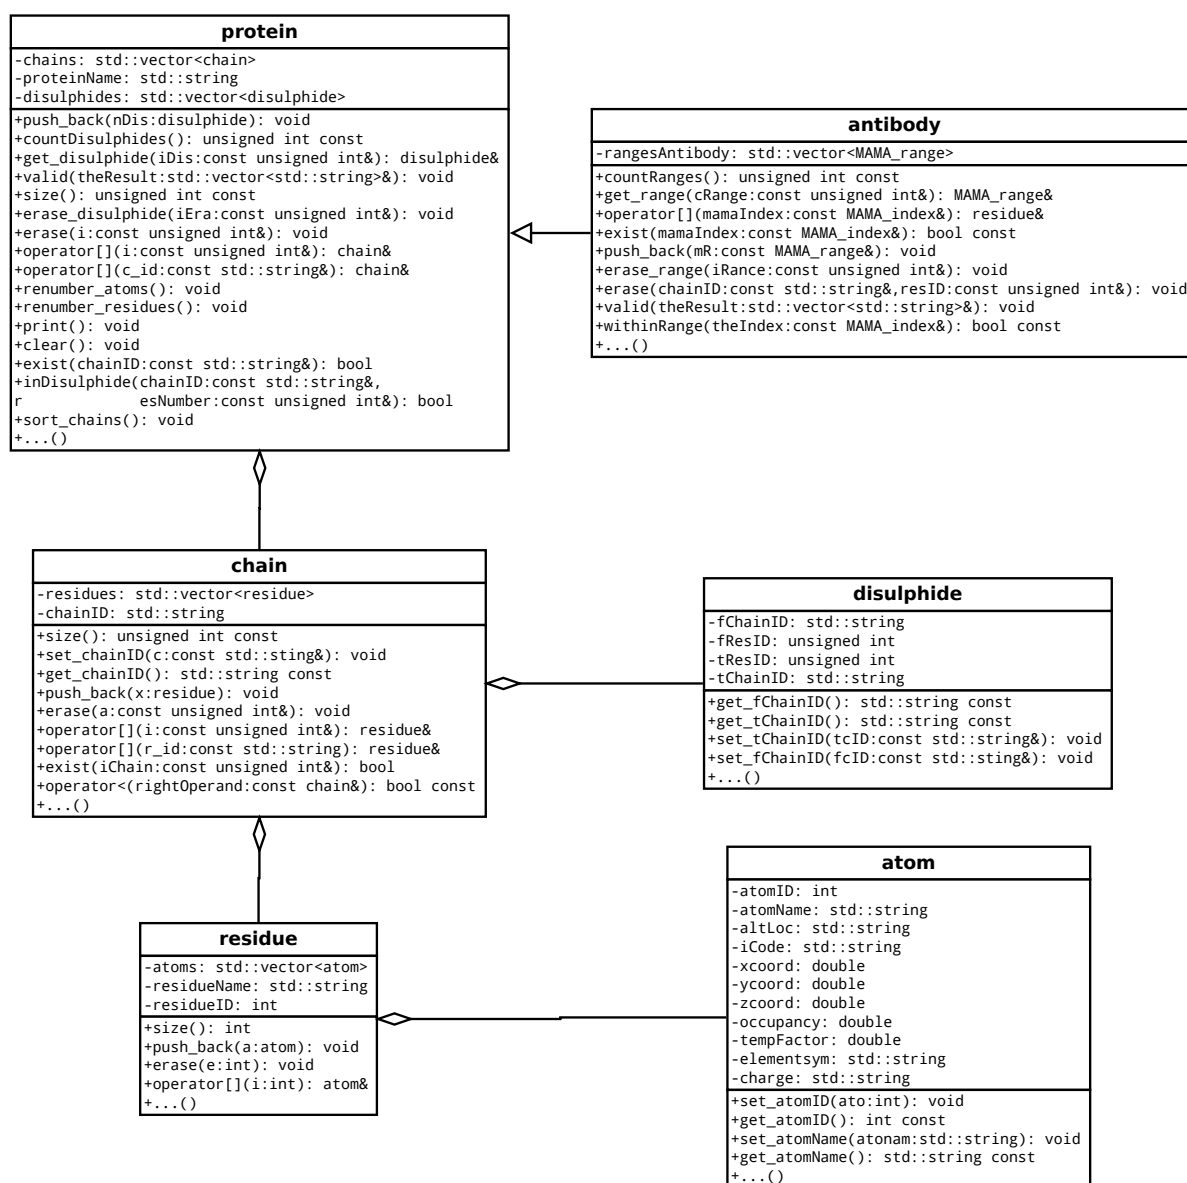 protein
-chains: std::vector<chain>
-proteinName: std::string
-disulphides: std::vector<disulphide>
+push_back(nDis:disulphide): void
+countDisulphides(): unsigned int const
+get_disulphide(iDis:const unsigned int&): disulphide&
+valid(theResult:std::vector<std::string>&): void
+size(): unsigned int const
+erase_disulphide(iEra:const unsigned int&): void
+erase(i:const unsigned int&): void
+operator[](i:const unsigned int&): chain&
+operator[](c_id:const std::string&): chain&
+renumber_atoms(): void
+renumber_residues(): void
+print(): void
+clear(): void
+exist(chainID:const std::string&): bool
+inDisulphide(chainID:const std::string&,
r              esNumber:const unsigned int&): bool
+sort_chains(): void
+...()
antibody
-rangesAntibody: std::vector<MAMA_range>
+countRanges(): unsigned int const
+get_range(cRange:const unsigned int&): MAMA_range&
+operator[](mamaIndex:const MAMA_index&): residue&
+exist(mamaIndex:const MAMA_index&): bool const
+push_back(mR:const MAMA_range&): void
+erase_range(iRance:const unsigned int&): void
+erase(chainID:const std::string&,resID:const unsigned int&): void
+valid(theResult:std::vector<std::string>&): void
+withinRange(theIndex:const MAMA_index&): bool const
+...()
chain
-residues: std::vector<residue>
-chainID: std::string
+size(): unsigned int const
+set_chainID(c:const std::sting&): void
+get_chainID(): std::string const
+push_back(x:residue): void
+erase(a:const unsigned int&): void
+operator[](i:const unsigned int&): residue&
+operator[](r_id:const std::string): residue&
+exist(iChain:const unsigned int&): bool
+operator<(rightOperand:const chain&): bool const
+...()
disulphide
-fChainID: std::string
-fResID: unsigned int
-tResID: unsigned int
-tChainID: std::string
+get_fChainID(): std::string const
+get_tChainID(): std::string const
+set_tChainID(tcID:const std::string&): void
+set_fChainID(fcID:const std::sting&): void
+...()
residue
-atoms: std::vector<atom>
-residueName: std::string
-residueID: int
+size(): int
+push_back(a:atom): void
+erase(e:int): void
+operator[](i:int): atom&
+...()
atom
-atomID: int
-atomName: std::string
-altLoc: std::string
-iCode: std::string
-xcoord: double
-ycoord: double
-zcoord: double
-occupancy: double
-tempFactor: double
-elementsym: std::string
-charge: std::string
+set_atomID(ato:int): void
+get_atomID(): int const
+set_atomName(atonam:std::string): void
+get_atomName(): std::string const
+...()